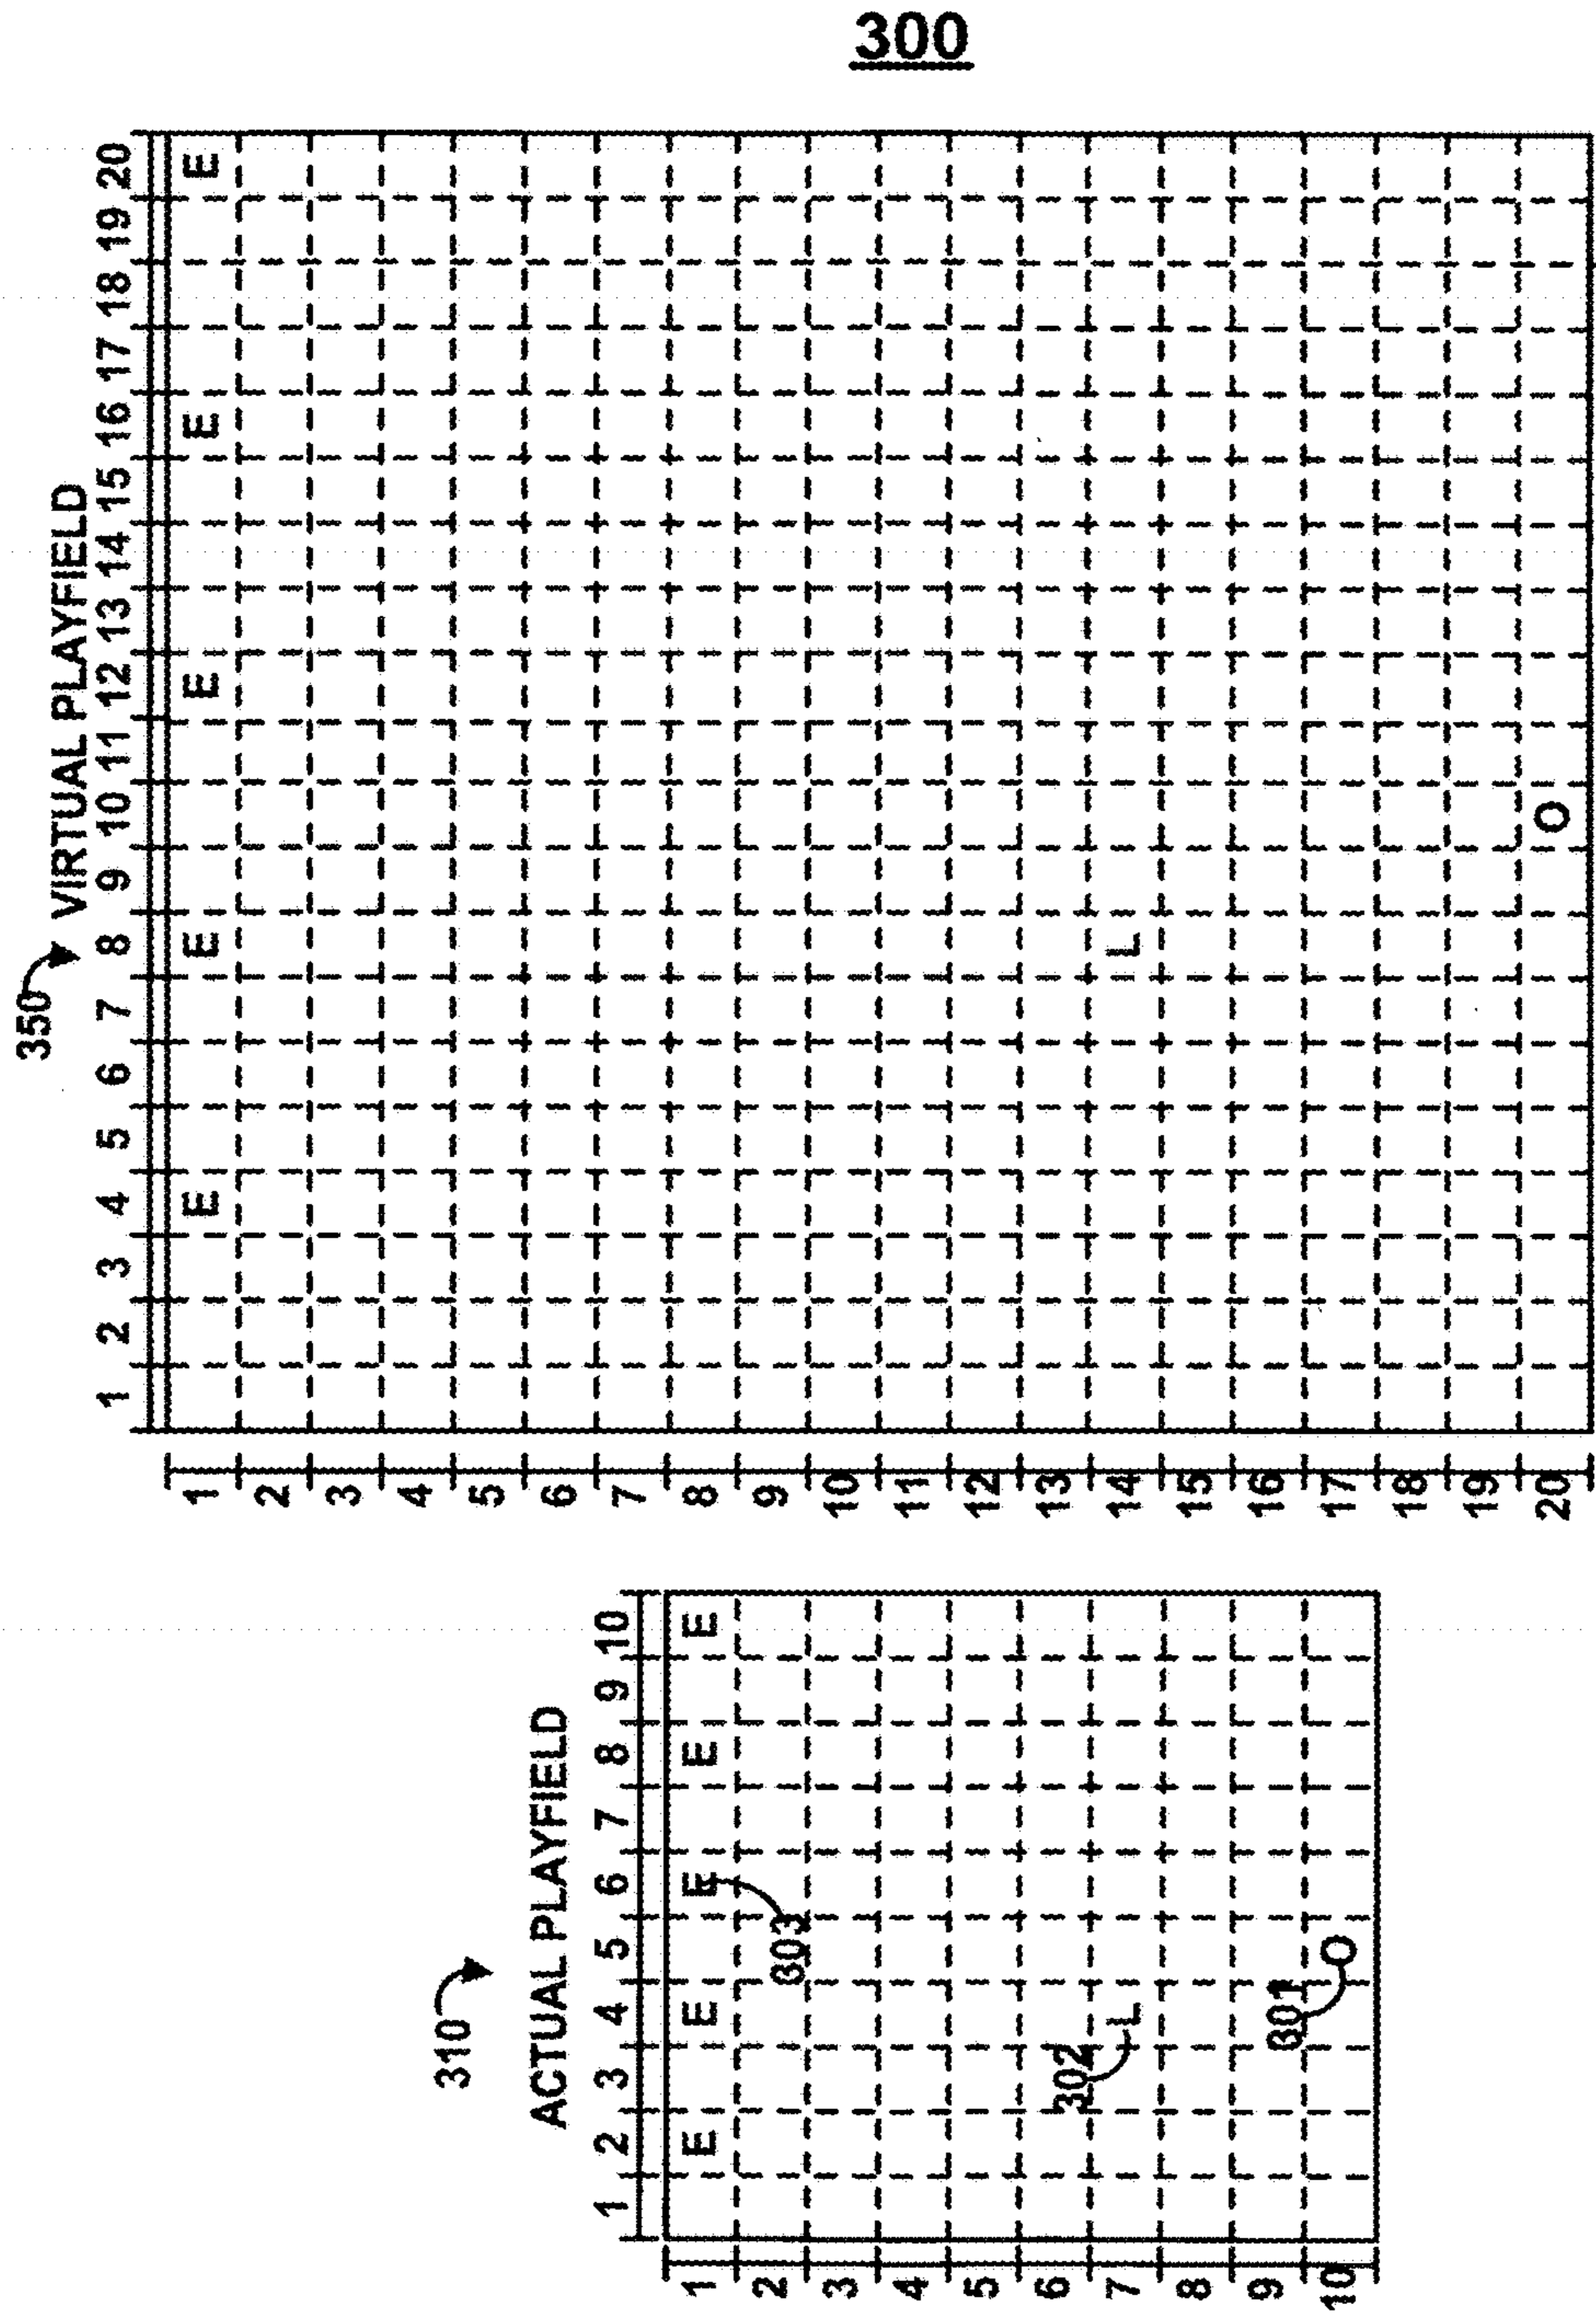 300
350
VIRTUAL PLAYFIELD
1 2 3 4 5 6 7 8 9 10 11 12 13 14 15 16 17 18 19 20
1 E E E E E
2
3
4
5
6
7
8
9
10
11
12
13
14 L
15
16
17
18
19
20 O
310
ACTUAL PLAYFIELD
1 2 3 4 5 6 7 8 9 10
1 E E E E E
2 303
3
4
5
6 302
7 L
8
9 301
10 O